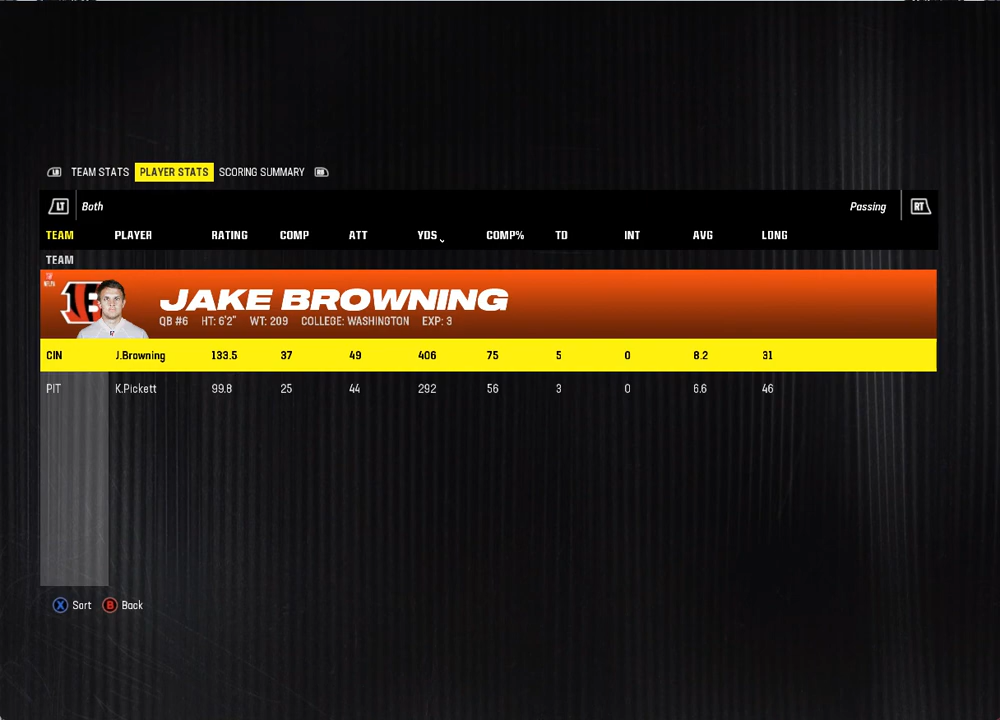 LB TEAM STATS PLAYER STATS SCORING SUMMARY RB
LT Both Passing RT
TEAM PLAYER RATING COMP ATT YDS COMP% TD INT AVG LONG
TEAM
JAKE BROWNING
QB #6 HT: 6'2" WT: 209 COLLEGE: WASHINGTON EXP: 3
CIN J.Browning 133.5 37 49 406 75 5 0 8.2 31
PIT K.Pickett 99.8 25 44 292 56 3 0 6.6 46
X Sort B Back